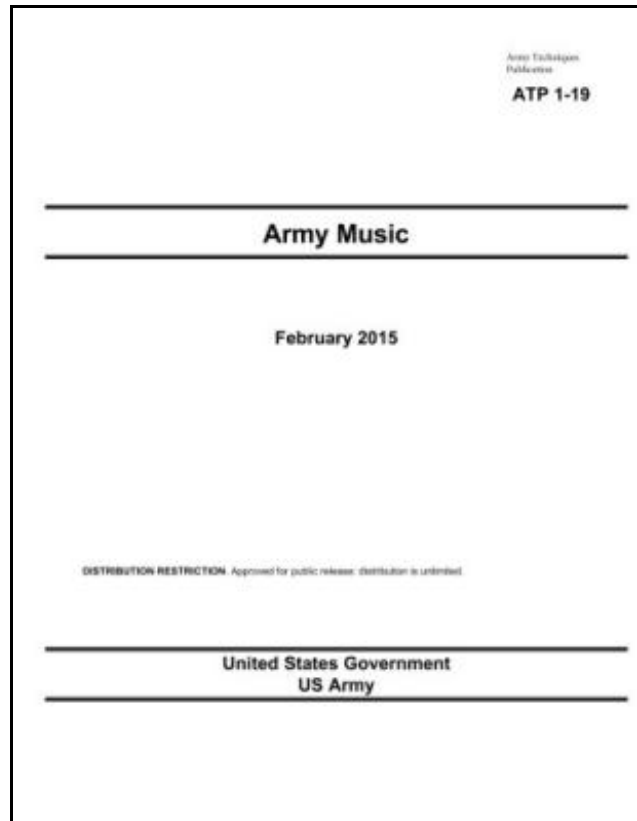 Army Techniques
Publication
ATP 1-19
Army Music
February 2015
DISTRIBUTION RESTRICTION. Approved for public release: distribution is unlimited.
United States Government
US Army